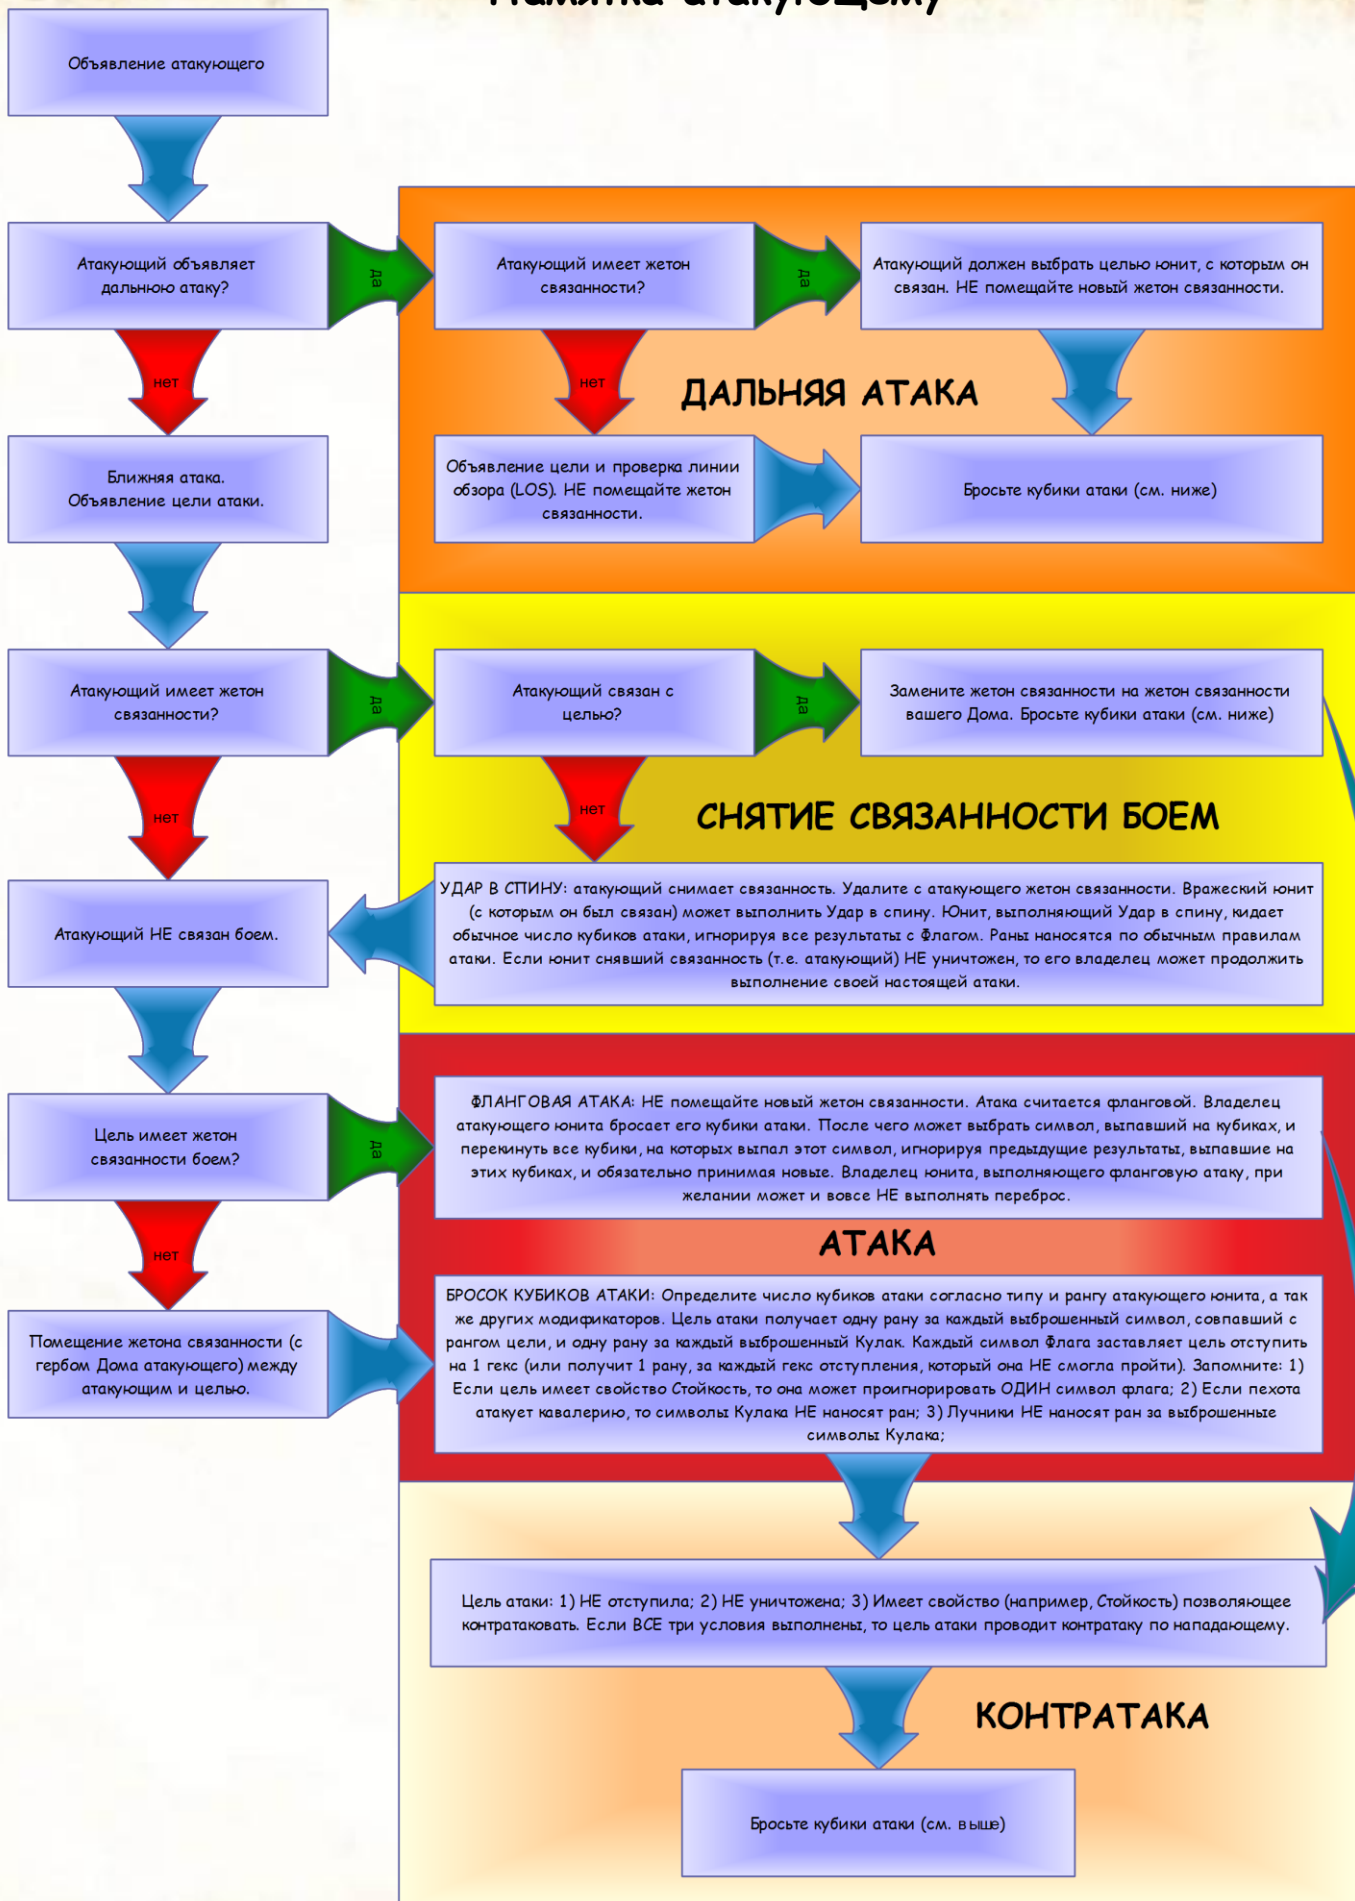 Памятка атакующему
Объявление атакующего
Атакующий объявляет
дальнюю атаку?
да
Атакующий имеет жетон
связанности?
да
Атакующий должен выбрать целью юнит, с которым он
связан. НЕ помещайте новый жетон связанности.
нет
нет
ДАЛЬНЯЯ АТАКА
Ближняя атака.
Объявление цели атаки.
Объявление цели и проверка линии
обзора (LOS). НЕ помещайте жетон
связанности.
Бросьте кубики атаки (см. ниже)
Атакующий имеет жетон
связанности?
да
Атакующий связан с
целью?
да
Замените жетон связанности на жетон связанности
вашего Дома. Бросьте кубики атаки (см. ниже)
нет
нет
СНЯТИЕ СВЯЗАННОСТИ БОЕМ
Атакующий НЕ связан боем.
УДАР В СПИНУ: атакующий снимает связанность. Удалите с атакующего жетон связанности. Вражеский юнит
(с которым он был связан) может выполнить Удар в спину. Юнит, выполняющий Удар в спину, кидает
обычное число кубиков атаки, игнорируя все результаты с Флагом. Раны наносятся по обычным правилам
атаки. Если юнит снявший связанность (т.е. атакующий) НЕ уничтожен, то его владелец может продолжить
выполнение своей настоящей атаки.
Цель имеет жетон
связанности боем?
да
ФЛАНГОВАЯ АТАКА: НЕ помещайте новый жетон связанности. Атака считается фланговой. Владелец
атакующего юнита бросает его кубики атаки. После чего может выбрать символ, выпавший на кубиках, и
перекинуть все кубики, на которых выпал этот символ, игнорируя предыдущие результаты, выпавшие на
этих кубиках, и обязательно принимая новые. Владелец юнита, выполняющего фланговую атаку, при
желании может и вовсе НЕ выполнять переброс.
нет
АТАКА
Помещение жетона связанности (с
гербом Дома атакующего) между
атакующим и целью.
БРОСОК КУБИКОВ АТАКИ: Определите число кубиков атаки согласно типу и рангу атакующего юнита, а так
же других модификаторов. Цель атаки получает одну рану за каждый выброшенный символ, совпавший с
рангом цели, и одну рану за каждый выброшенный Кулак. Каждый символ Флага заставляет цель отступить
на 1 гекс (или получит 1 рану, за каждый гекс отступления, который она НЕ смогла пройти). Запомните: 1)
Если цель имеет свойство Стойкость, то она может проигнорировать ОДИН символ флага; 2) Если пехота
атакует кавалерию, то символы Кулака НЕ наносят ран; 3) Лучники НЕ наносят ран за выброшенные
символы Кулака;
Цель атаки: 1) НЕ отступила; 2) НЕ уничтожена; 3) Имеет свойство (например, Стойкость) позволяющее
контратаковать. Если ВСЕ три условия выполнены, то цель атаки проводит контратаку по нападающему.
КОНТРАТАКА
Бросьте кубики атаки (см. выше)